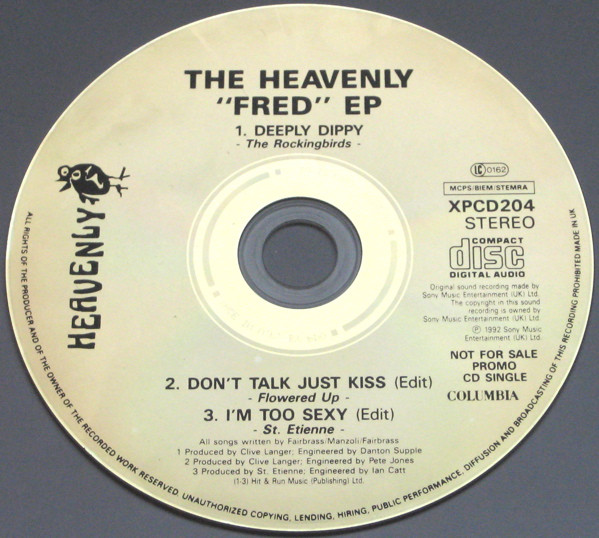 THE HEAVENLY
"FRED" EP
1. DEEPLY DIPPY
- The Rockingbirds -
HEAVENLY
LC 0162
MCPS/BIEM/STEMRA
XPCD204
STEREO
COMPACT
disc
DIGITAL AUDIO
Original sound recording made by
Sony Music Entertainment (UK) Ltd.
The copyright in this sound
recording is owned by
Sony Music Entertainment (UK) Ltd.
℗ 1992 Sony Music
Entertainment (UK) Ltd.
NOT FOR SALE
PROMO
CD SINGLE
COLUMBIA
2. DON'T TALK JUST KISS (Edit)
- Flowered Up -
3. I'M TOO SEXY (Edit)
- St. Etienne -
All songs written by Fairbrass/Manzoli/Fairbrass
1 Produced by Clive Langer; Engineered by Danton Supple
2 Produced by Clive Langer; Engineered by Pete Jones
3 Produced by St. Etienne; Engineered by Ian Catt
(1-3) Hit & Run Music (Publishing) Ltd.
ALL RIGHTS OF THE PRODUCER AND OF THE OWNER OF THE RECORDED WORK RESERVED. UNAUTHORIZED COPYING, LENDING, HIRING, PUBLIC PERFORMANCE, DIFFUSION AND BROADCASTING OF THIS RECORDING PROHIBITED MADE IN UK